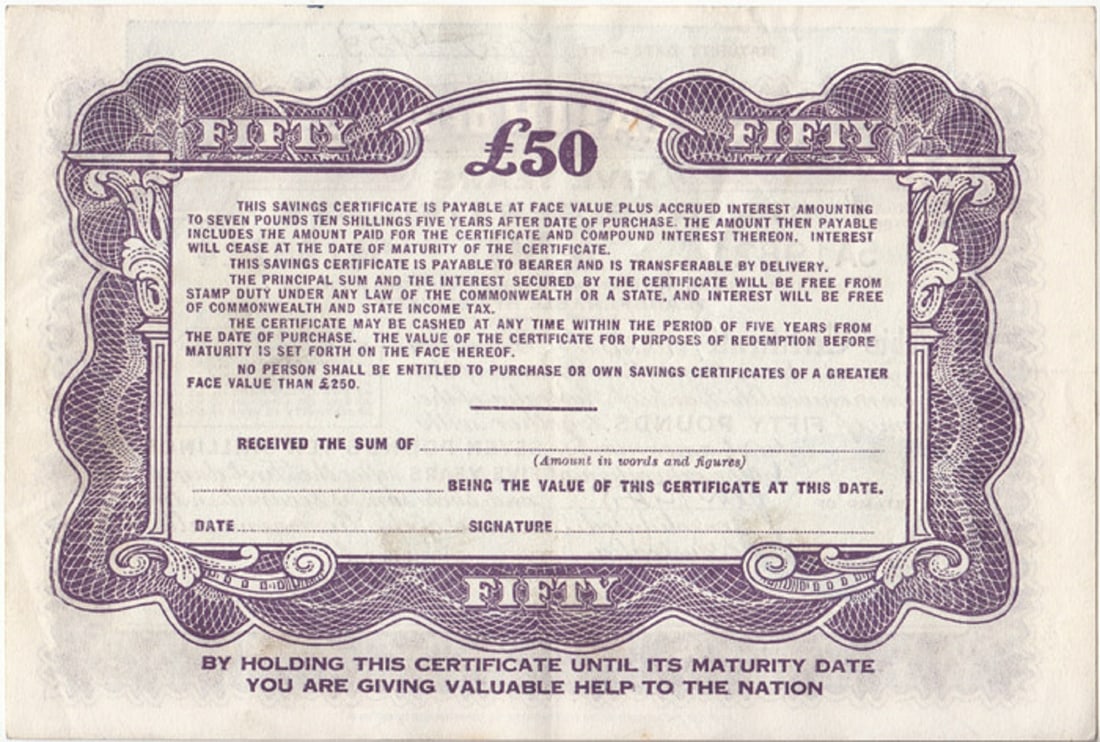 FIFTY £50 FIFTY
THIS SAVINGS CERTIFICATE IS PAYABLE AT FACE VALUE PLUS ACCRUED INTEREST AMOUNTING
TO SEVEN POUNDS TEN SHILLINGS FIVE YEARS AFTER DATE OF PURCHASE. THE AMOUNT THEN PAYABLE
INCLUDES THE AMOUNT PAID FOR THE CERTIFICATE AND COMPOUND INTEREST THEREON. INTEREST
WILL CEASE AT THE DATE OF MATURITY OF THE CERTIFICATE.
THIS SAVINGS CERTIFICATE IS PAYABLE TO BEARER AND IS TRANSFERABLE BY DELIVERY.
THE PRINCIPAL SUM AND THE INTEREST SECURED BY THE CERTIFICATE WILL BE FREE FROM
STAMP DUTY UNDER ANY LAW OF THE COMMONWEALTH OR A STATE, AND INTEREST WILL BE FREE
OF COMMONWEALTH AND STATE INCOME TAX.
THE CERTIFICATE MAY BE CASHED AT ANY TIME WITHIN THE PERIOD OF FIVE YEARS FROM
THE DATE OF PURCHASE. THE VALUE OF THE CERTIFICATE FOR PURPOSES OF REDEMPTION BEFORE
MATURITY IS SET FORTH ON THE FACE HEREOF.
NO PERSON SHALL BE ENTITLED TO PURCHASE OR OWN SAVINGS CERTIFICATES OF A GREATER
FACE VALUE THAN £250.
RECEIVED THE SUM OF
(Amount in words and figures)
BEING THE VALUE OF THIS CERTIFICATE AT THIS DATE.
DATE SIGNATURE
FIFTY
BY HOLDING THIS CERTIFICATE UNTIL ITS MATURITY DATE
YOU ARE GIVING VALUABLE HELP TO THE NATION